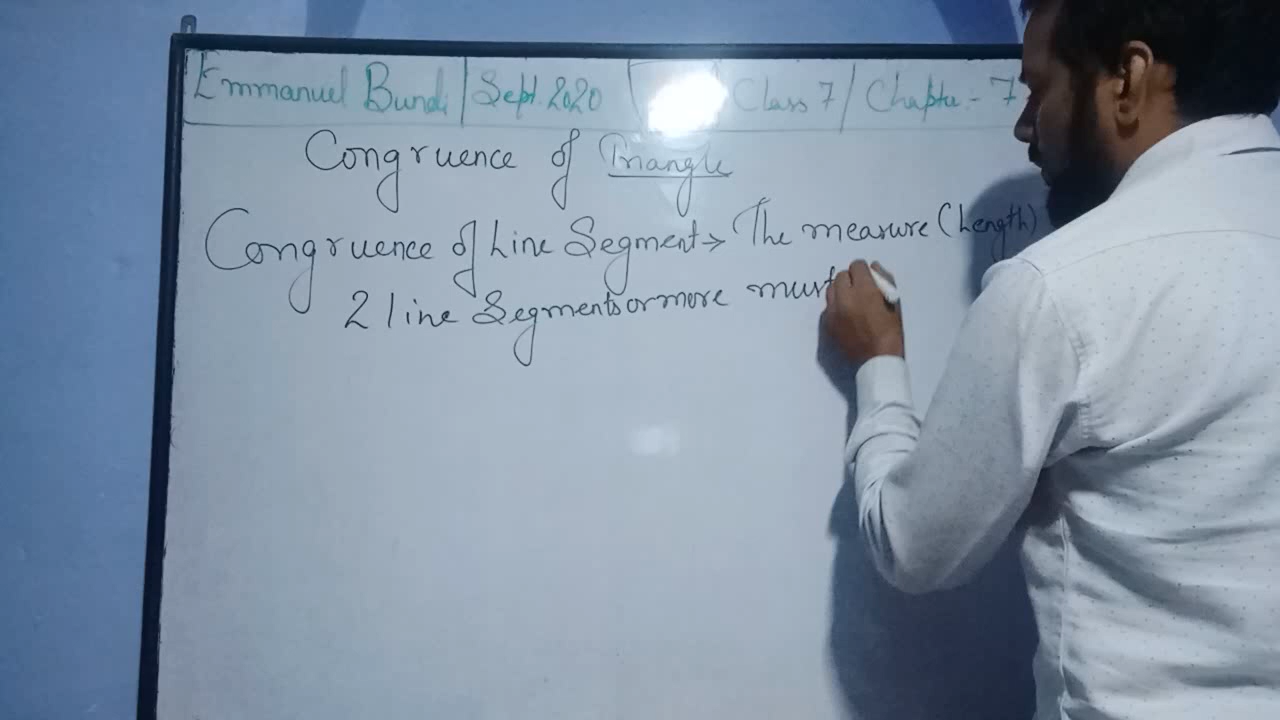 Emmanuel Bundi | Sept. 2020 | Class 7 / Chapte:- 7
Congruence of Triangle
Congruence of Line Segment → The measure (Length)
2 line Segments or more must